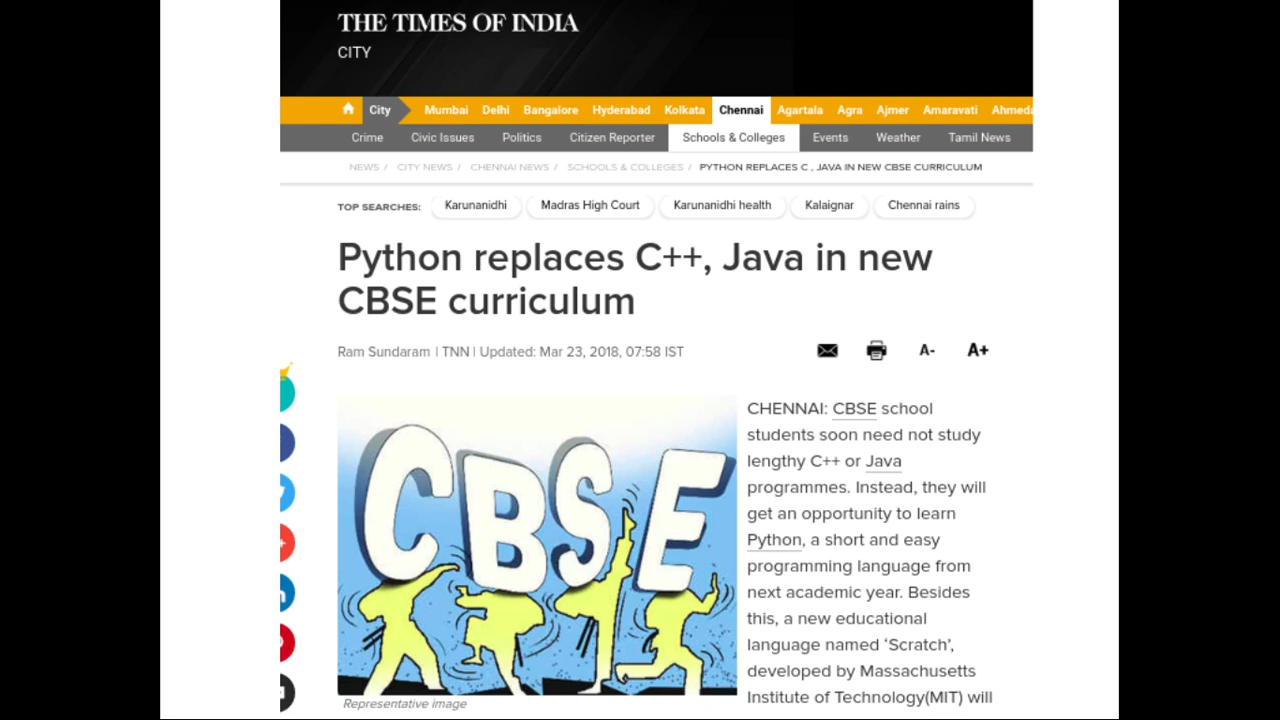 THE TIMES OF INDIA
CITY
City Mumbai Delhi Bangalore Hyderabad Kolkata Chennai Agartala Agra Ajmer Amaravati Ahmeda
Crime Civic Issues Politics Citizen Reporter Schools & Colleges Events Weather Tamil News
NEWS / CITY NEWS / CHENNAI NEWS / SCHOOLS & COLLEGES / PYTHON REPLACES C , JAVA IN NEW CBSE CURRICULUM
TOP SEARCHES: Karunanidhi Madras High Court Karunanidhi health Kalaignar Chennai rains
Python replaces C++, Java in new
CBSE curriculum
Ram Sundaram | TNN | Updated: Mar 23, 2018, 07:58 IST
A- A+
CBSE
Representative image
CHENNAI: CBSE school
students soon need not study
lengthy C++ or Java
programmes. Instead, they will
get an opportunity to learn
Python, a short and easy
programming language from
next academic year. Besides
this, a new educational
language named ‘Scratch’,
developed by Massachusetts
Institute of Technology(MIT) will